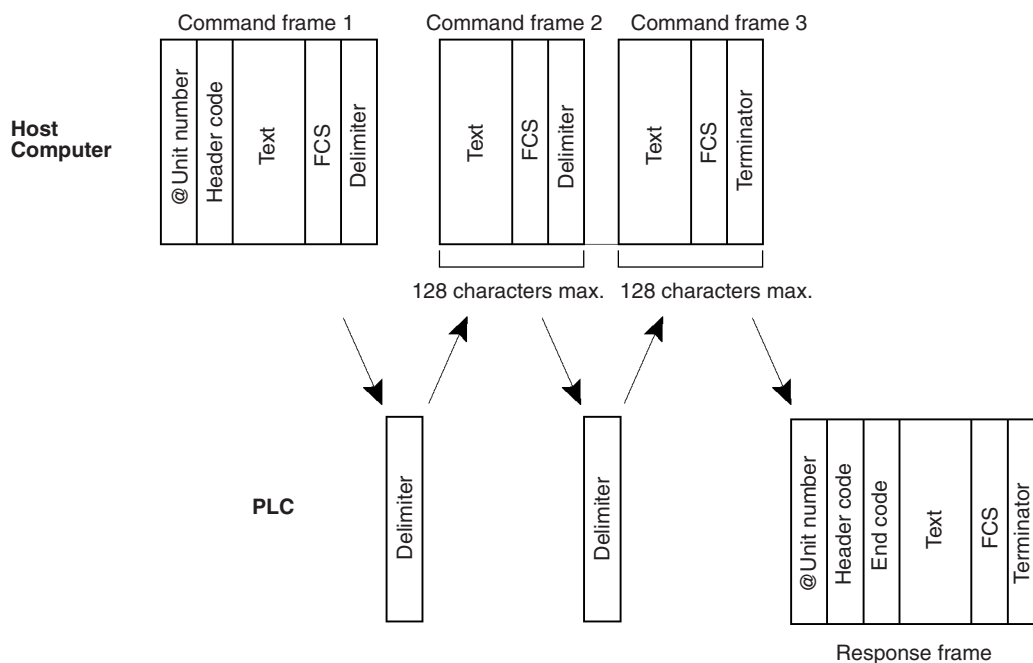 Command frame 1
Command frame 2
Command frame 3
Host
Computer
@Unit number
Header code
Text
FCS
Delimiter
Text
FCS
Delimiter
Text
FCS
Terminator
128 characters max.
128 characters max.
PLC
Delimiter
Delimiter
@Unit number
Header code
End code
Text
FCS
Terminator
Response frame